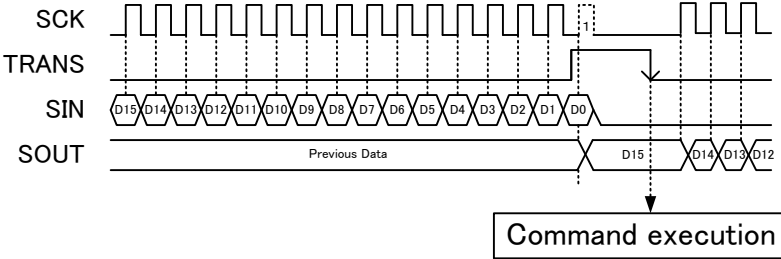 SCK
1
TRANS
SIN
D15 D14 D13 D12 D11 D10 D9 D8 D7 D6 D5 D4 D3 D2 D1 D0
SOUT
Previous Data
D15
D14 D13 D12
Command execution